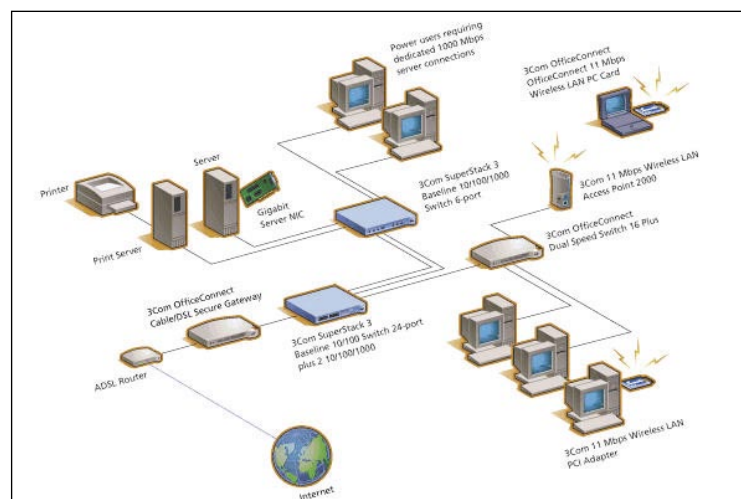 Power users requiring
dedicated 1000 Mbps
server connections
3Com OfficeConnect
OfficeConnect 11 Mbps
Wireless LAN PC Card
Server
Printer
3Com SuperStack 3
Baseline 10/100/1000
Switch 6-port
3Com 11 Mbps Wireless LAN
Access Point 2000
Gigabit
Server NIC
Print Server
3Com OfficeConnect
Dual Speed Switch 16 Plus
3Com OfficeConnect
Cable/DSL Secure Gateway
3Com SuperStack 3
Baseline 10/100 Switch 24-port
plus 2 10/100/1000
ADSL Router
3Com 11 Mbps Wireless LAN
PCI Adapter
Internet